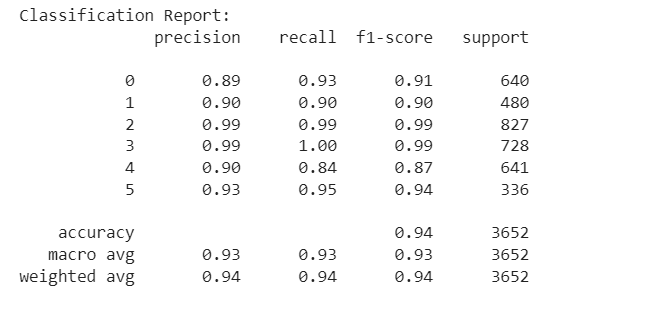 Classification Report:
precision recall f1-score support
0 0.89 0.93 0.91 640
1 0.90 0.90 0.90 480
2 0.99 0.99 0.99 827
3 0.99 1.00 0.99 728
4 0.90 0.84 0.87 641
5 0.93 0.95 0.94 336
accuracy 0.94 3652
macro avg 0.93 0.93 0.93 3652
weighted avg 0.94 0.94 0.94 3652